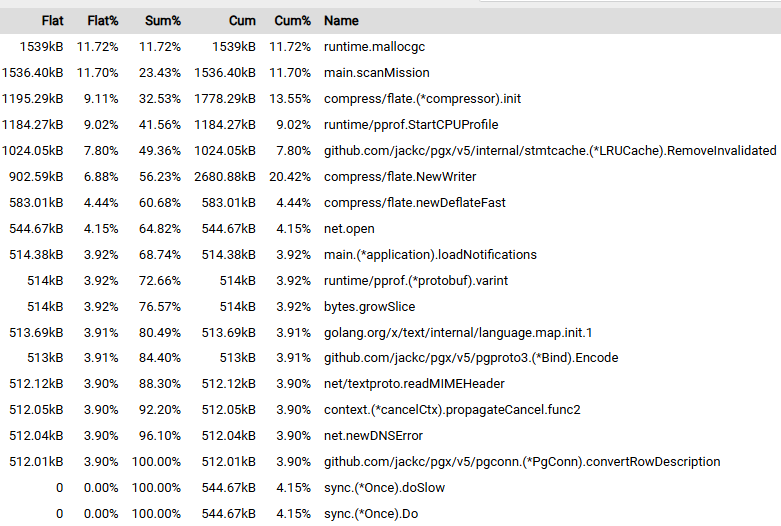 Flat Flat% Sum% Cum Cum% Name
1539kB 11.72% 11.72% 1539kB 11.72% runtime.mallocgc
1536.40kB 11.70% 23.43% 1536.40kB 11.70% main.scanMission
1195.29kB 9.11% 32.53% 1778.29kB 13.55% compress/flate.(*compressor).init
1184.27kB 9.02% 41.56% 1184.27kB 9.02% runtime/pprof.StartCPUProfile
1024.05kB 7.80% 49.36% 1024.05kB 7.80% github.com/jackc/pgx/v5/internal/stmtcache.(*LRUCache).RemoveInvalidated
902.59kB 6.88% 56.23% 2680.88kB 20.42% compress/flate.NewWriter
583.01kB 4.44% 60.68% 583.01kB 4.44% compress/flate.newDeflateFast
544.67kB 4.15% 64.82% 544.67kB 4.15% net.open
514.38kB 3.92% 68.74% 514.38kB 3.92% main.(*application).loadNotifications
514kB 3.92% 72.66% 514kB 3.92% runtime/pprof.(*protobuf).varint
514kB 3.92% 76.57% 514kB 3.92% bytes.growSlice
513.69kB 3.91% 80.49% 513.69kB 3.91% golang.org/x/text/internal/language.map.init.1
513kB 3.91% 84.40% 513kB 3.91% github.com/jackc/pgx/v5/pgproto3.(*Bind).Encode
512.12kB 3.90% 88.30% 512.12kB 3.90% net/textproto.readMIMEHeader
512.05kB 3.90% 92.20% 512.05kB 3.90% context.(*cancelCtx).propagateCancel.func2
512.04kB 3.90% 96.10% 512.04kB 3.90% net.newDNSError
512.01kB 3.90% 100.00% 512.01kB 3.90% github.com/jackc/pgx/v5/pgconn.(*PgConn).convertRowDescription
0 0.00% 100.00% 544.67kB 4.15% sync.(*Once).doSlow
0 0.00% 100.00% 544.67kB 4.15% sync.(*Once).Do